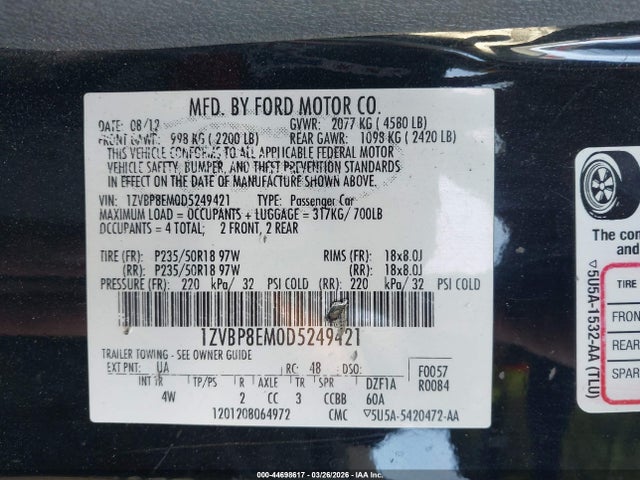 MFD. BY FORD MOTOR CO.
DATE: 08/12 GVWR: 2077 KG ( 4580 LB)
FRONT GAWR: 998 KG ( 2200 LB) REAR GAWR: 1098 KG ( 2420 LB)
THIS VEHICLE CONFORMS TO ALL APPLICABLE FEDERAL MOTOR
VEHICLE SAFETY, BUMPER, AND THEFT PREVENTION STANDARDS
IN EFFECT ON THE DATE OF MANUFACTURE SHOWN ABOVE.
VIN: 1ZVBP8EM0D5249421 TYPE: Passenger Car
MAXIMUM LOAD = OCCUPANTS + LUGGAGE = 317KG/ 700LB
OCCUPANTS = 4 TOTAL; 2 FRONT, 2 REAR
TIRE (FR): P235/50R18 97W RIMS (FR): 18x8.0J
(RR): P235/50R18 97W (RR): 18x8.0J
PRESSURE (FR): 220 kPa/ 32 PSI COLD (RR): 220 kPa/ 32 PSI COLD
1ZVBP8EM0D5249421
TRAILER TOWING - SEE OWNER GUIDE
EXT PNT: UA RC: 48 DSO: F0057
R0084
INT TR TP/PS R AXLE TR SPR DZF1A
4W 2 CC 3 CCBB 60A
1201208064972 CMC ▽5U5A-5420472-AA
▽5U5A-1532-AA (TLU)
The com
and
TIRE
FRON
REAR
SPAR
000-44698617 - 03/26/2026 - IAAI.COM